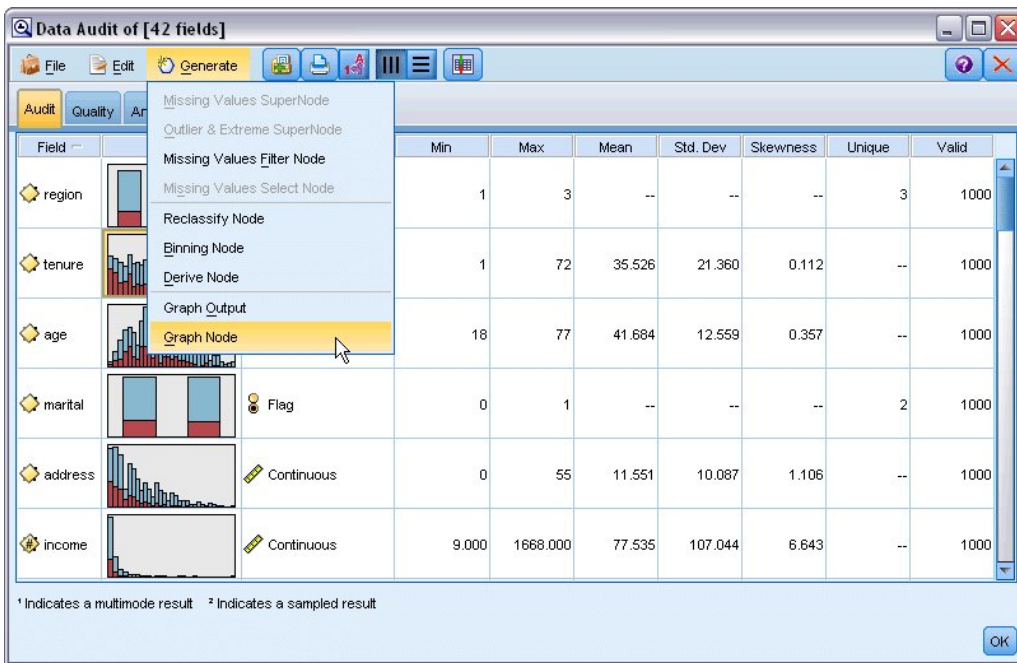 Data Audit of [42 fields]
File Edit Generate
Audit Quality An
Missing Values SuperNode
Outlier & Extreme SuperNode
Missing Values Filter Node
Missing Values Select Node
Reclassify Node
Binning Node
Derive Node
Graph Output
Graph Node
Field Min Max Mean Std. Dev Skewness Unique Valid
region 1 3 -- -- -- 3 1000
tenure 1 72 35.526 21.360 0.112 -- 1000
age 18 77 41.684 12.559 0.357 -- 1000
marital Flag 0 1 -- -- -- 2 1000
address Continuous 0 55 11.551 10.087 1.106 -- 1000
income Continuous 9.000 1668.000 77.535 107.044 6.643 -- 1000
¹ Indicates a multimode result ² Indicates a sampled result
OK